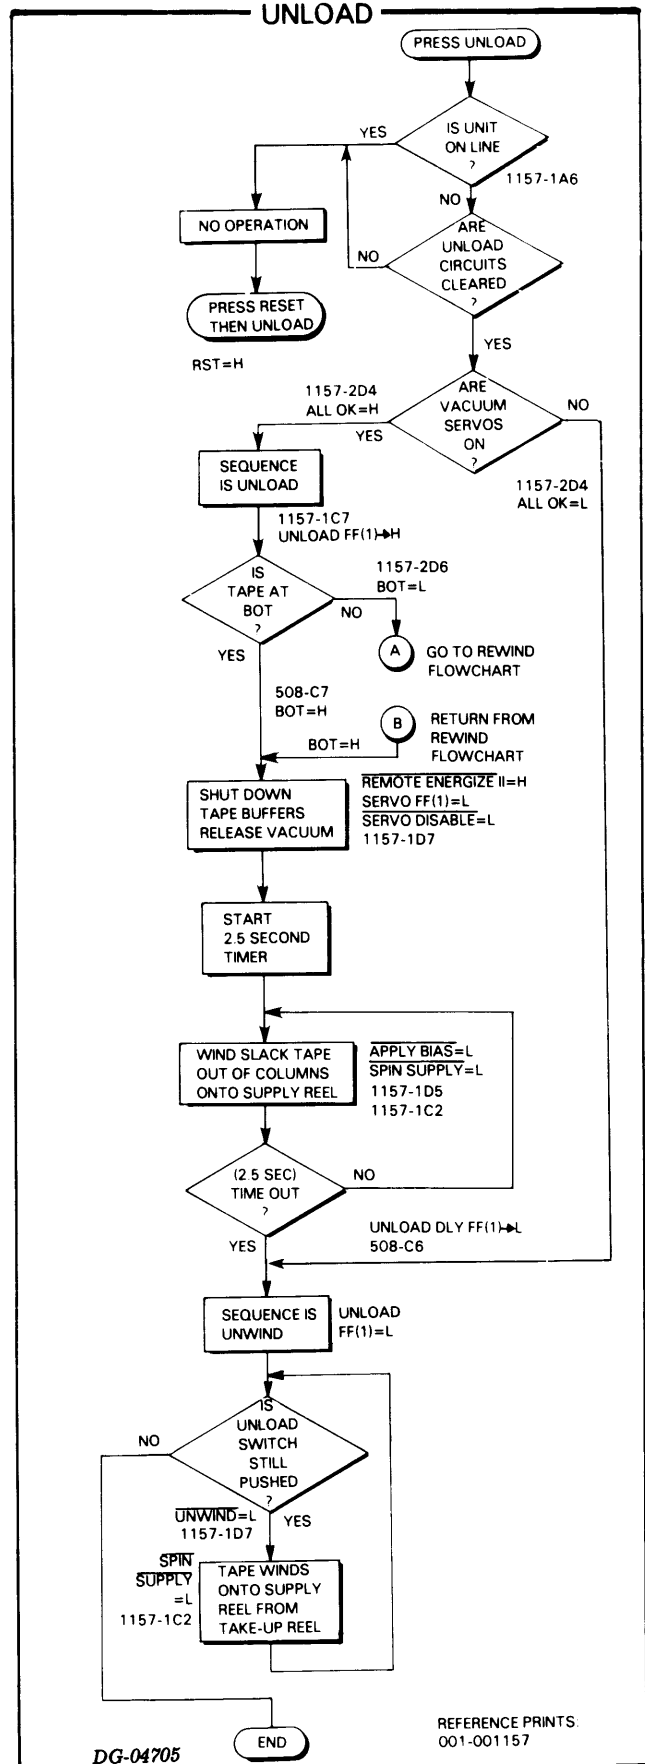 UNLOAD
PRESS UNLOAD
IS UNIT
ON LINE
?
YES
1157-1A6
NO
NO OPERATION
ARE
UNLOAD
CIRCUITS
CLEARED
?
NO
PRESS RESET
THEN UNLOAD
YES
RST=H
ARE
VACUUM
SERVOS
ON
?
1157-2D4
ALL OK=H
YES
NO
1157-2D4
ALL OK=L
SEQUENCE
IS UNLOAD
1157-1C7
UNLOAD FF(1)→H
IS
TAPE AT
BOT
?
1157-2D6
BOT=L
NO
YES
A
GO TO REWIND
FLOWCHART
508-C7
BOT=H
B
RETURN FROM
REWIND
FLOWCHART
BOT=H
SHUT DOWN
TAPE BUFFERS
RELEASE VACUUM
REMOTE ENERGIZE II=H
SERVO FF(1)=L
SERVO DISABLE=L
1157-1D7
START
2.5 SECOND
TIMER
WIND SLACK TAPE
OUT OF COLUMNS
ONTO SUPPLY REEL
APPLY BIAS=L
SPIN SUPPLY=L
1157-1D5
1157-1C2
(2.5 SEC)
TIME OUT
?
NO
YES
UNLOAD DLY FF(1)→L
508-C6
SEQUENCE IS
UNWIND
UNLOAD
FF(1)=L
IS
UNLOAD
SWITCH
STILL
PUSHED
?
NO
YES
UNWIND=L
1157-1D7
SPIN
SUPPLY
=L
1157-1C2
TAPE WINDS
ONTO SUPPLY
REEL FROM
TAKE-UP REEL
END
REFERENCE PRINTS:
001-001157
DG-04705